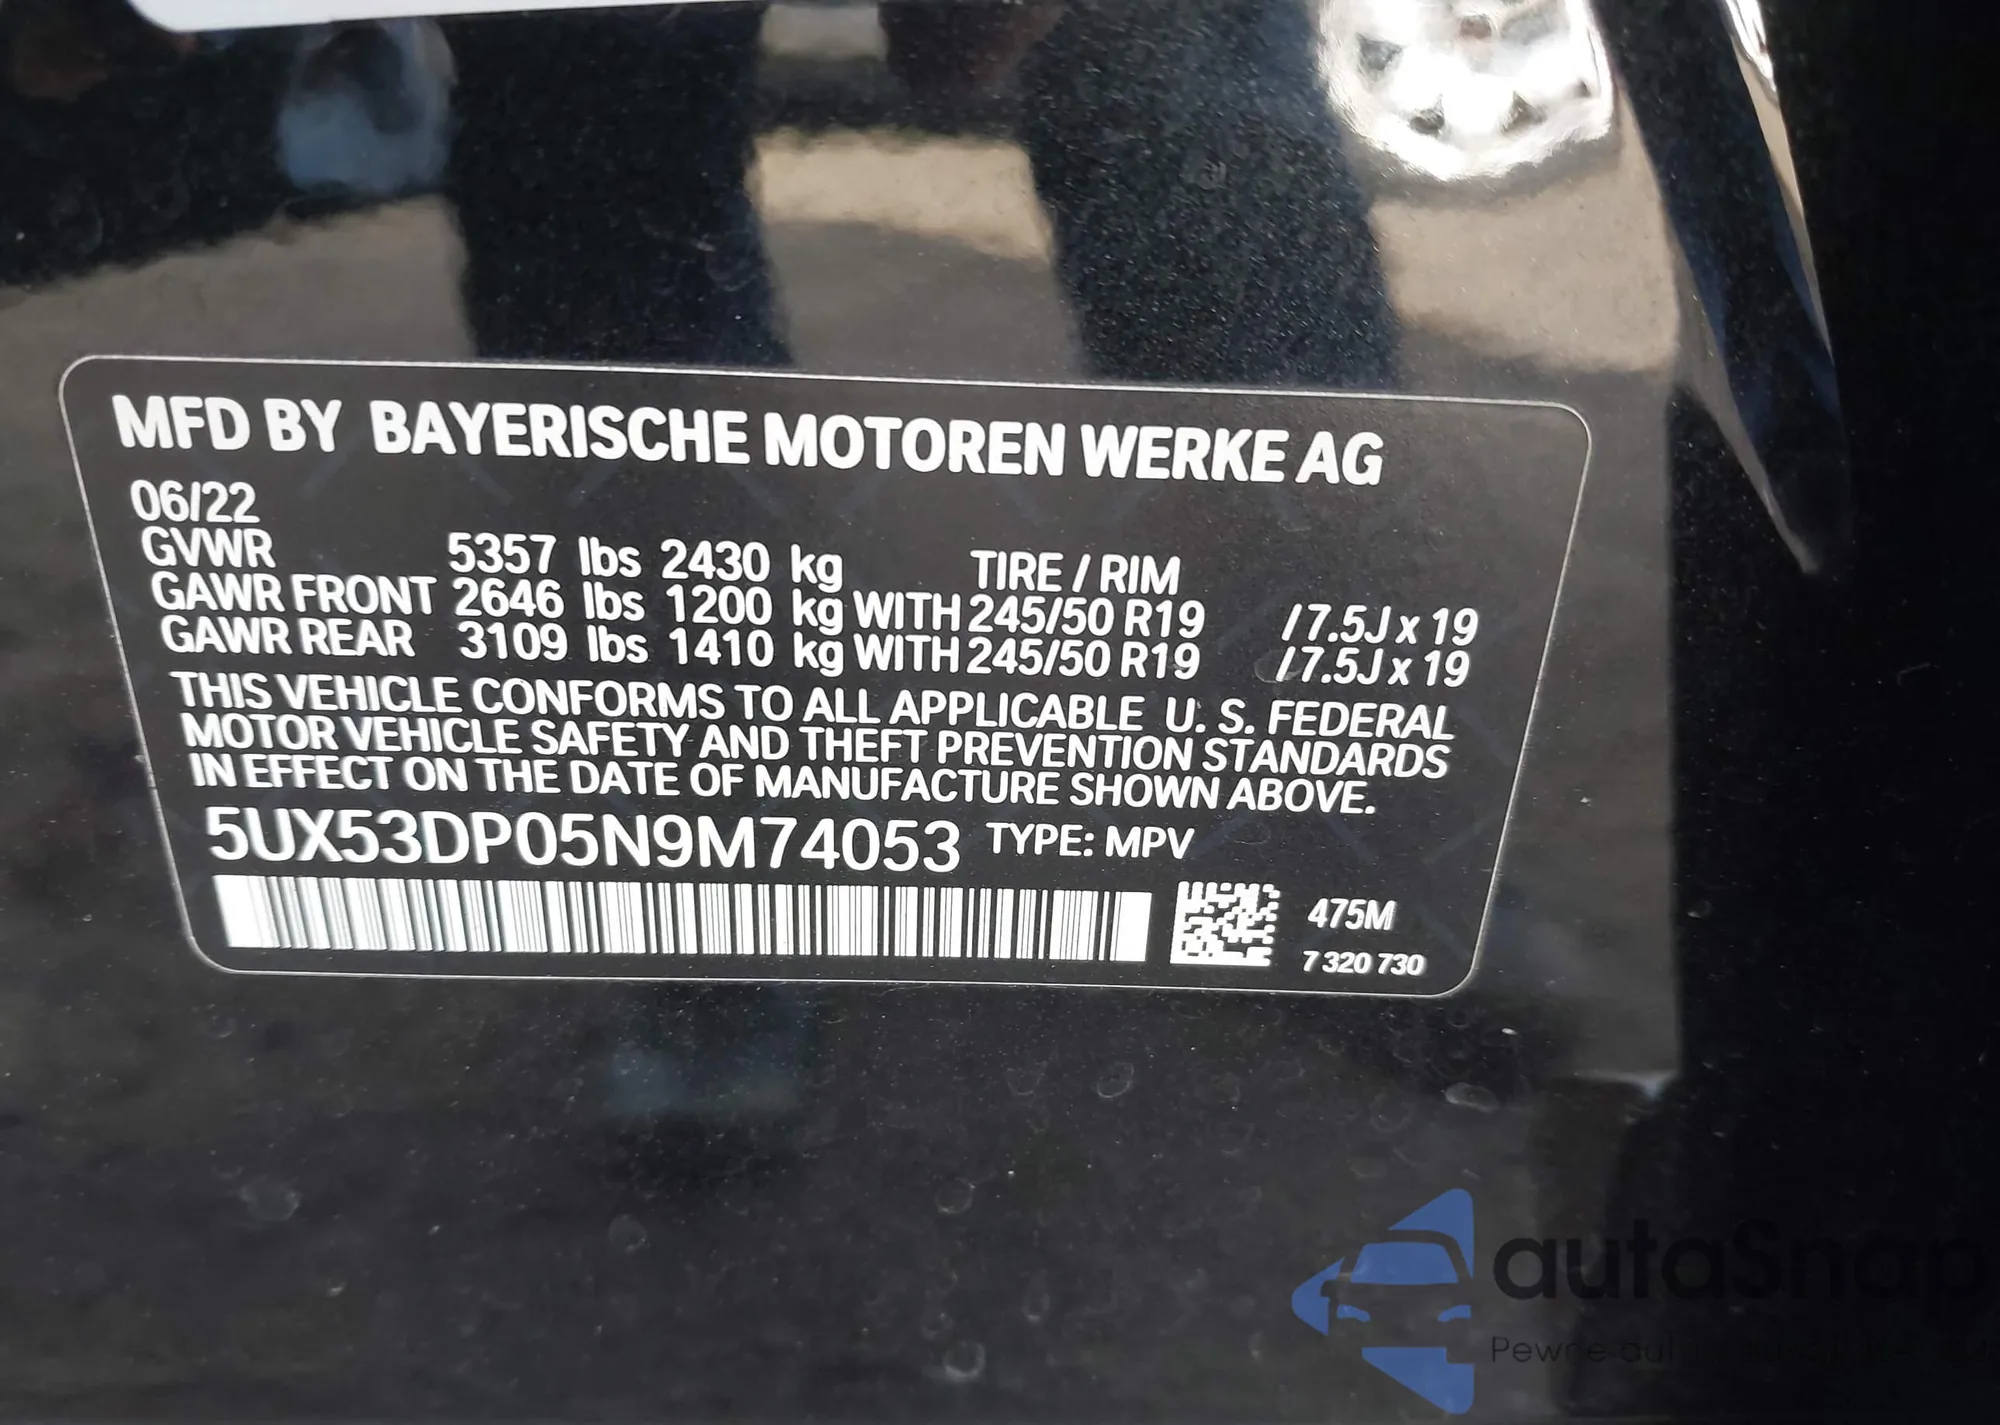 MFD BY BAYERISCHE MOTOREN WERKE AG
06/22
GVWR 5357 lbs 2430 kg TIRE / RIM
GAWR FRONT 2646 lbs 1200 kg WITH 245/50 R19 / 7.5J x 19
GAWR REAR 3109 lbs 1410 kg WITH 245/50 R19 / 7.5J x 19
THIS VEHICLE CONFORMS TO ALL APPLICABLE U. S. FEDERAL
MOTOR VEHICLE SAFETY AND THEFT PREVENTION STANDARDS
IN EFFECT ON THE DATE OF MANUFACTURE SHOWN ABOVE.
5UX53DP05N9M74053 TYPE: MPV
475M
7 320 730
autaSnap
Pewne